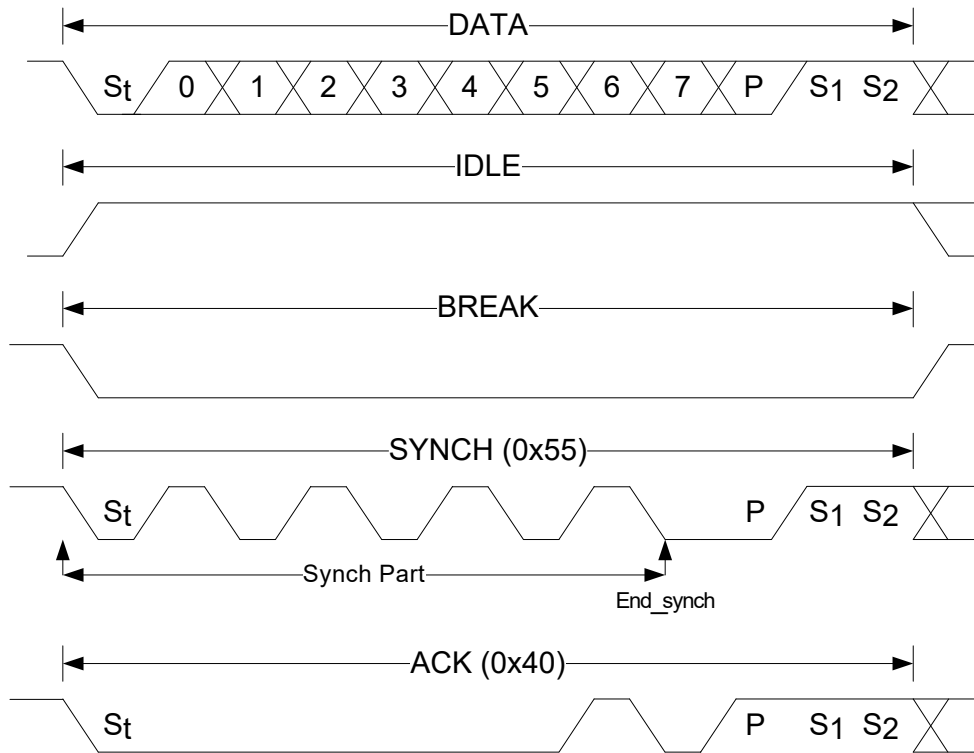 DATA
St 0 1 2 3 4 5 6 7 P S1 S2
IDLE
BREAK
SYNCH (0x55)
St P S1 S2
Synch Part
End_synch
ACK (0x40)
St P S1 S2